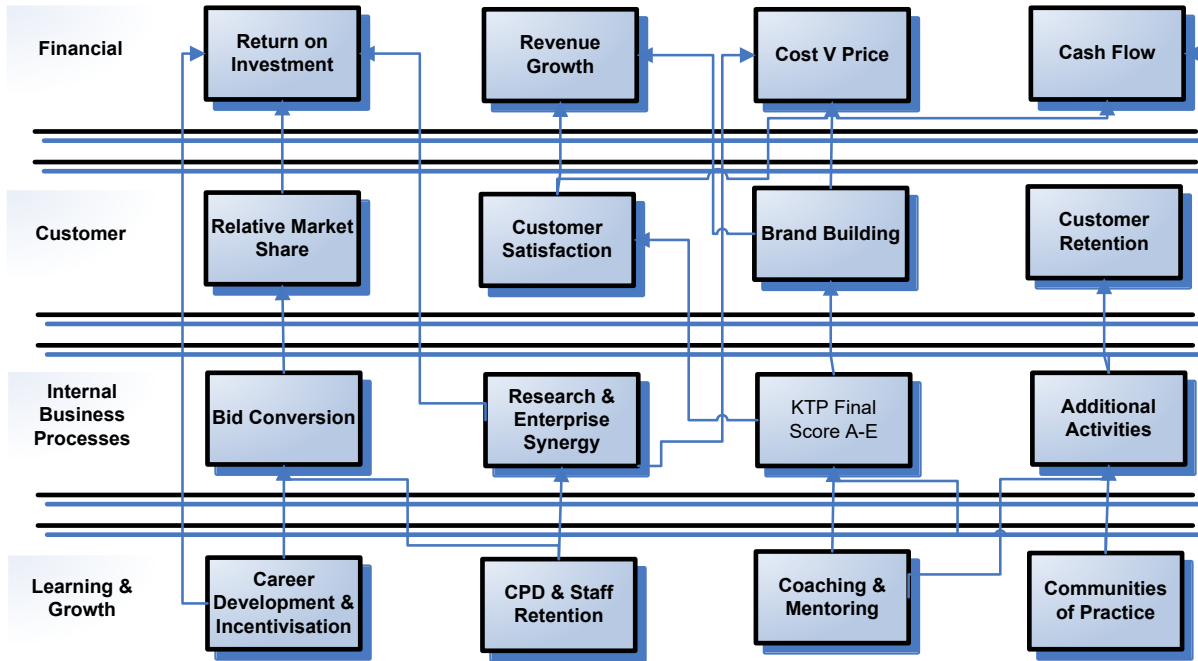 Financial
Return on
Investment
Revenue
Growth
Cost V Price
Cash Flow
Customer
Relative Market
Share
Customer
Satisfaction
Brand Building
Customer
Retention
Internal
Business
Processes
Bid Conversion
Research &
Enterprise
Synergy
KTP Final
Score A-E
Additional
Activities
Learning &
Growth
Career
Development &
Incentivisation
CPD & Staff
Retention
Coaching &
Mentoring
Communities
of Practice